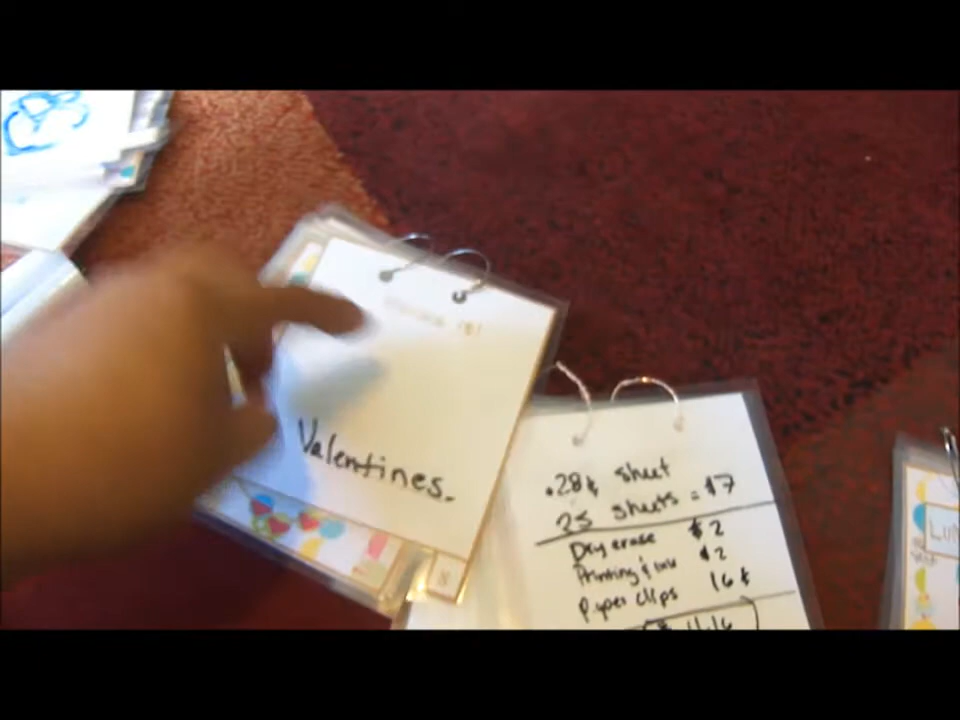 Valentines.
.28¢ sheet
25 sheets = $7
Dry erase $2
Printing & ink $2
Paper clips 16¢